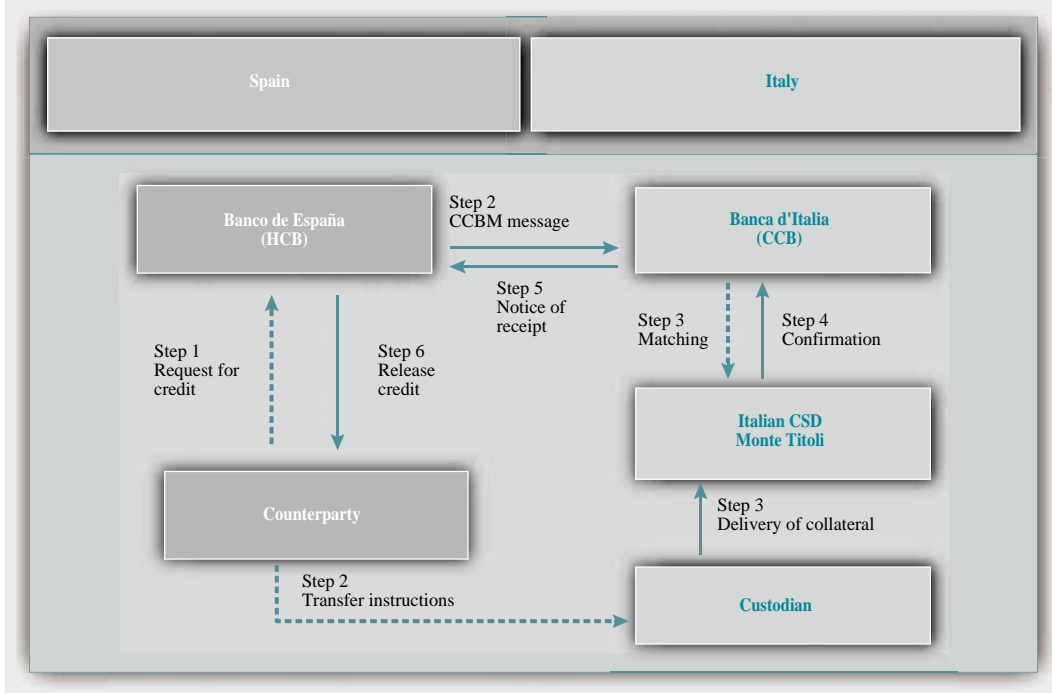 Spain
Italy
Banco de España
(HCB)
Step 2
CCBM message
Banca d'Italia
(CCB)
Step 5
Notice of
receipt
Step 1
Request for
credit
Step 6
Release
credit
Step 3
Matching
Step 4
Confirmation
Italian CSD
Monte Titoli
Counterparty
Step 3
Delivery of collateral
Step 2
Transfer instructions
Custodian